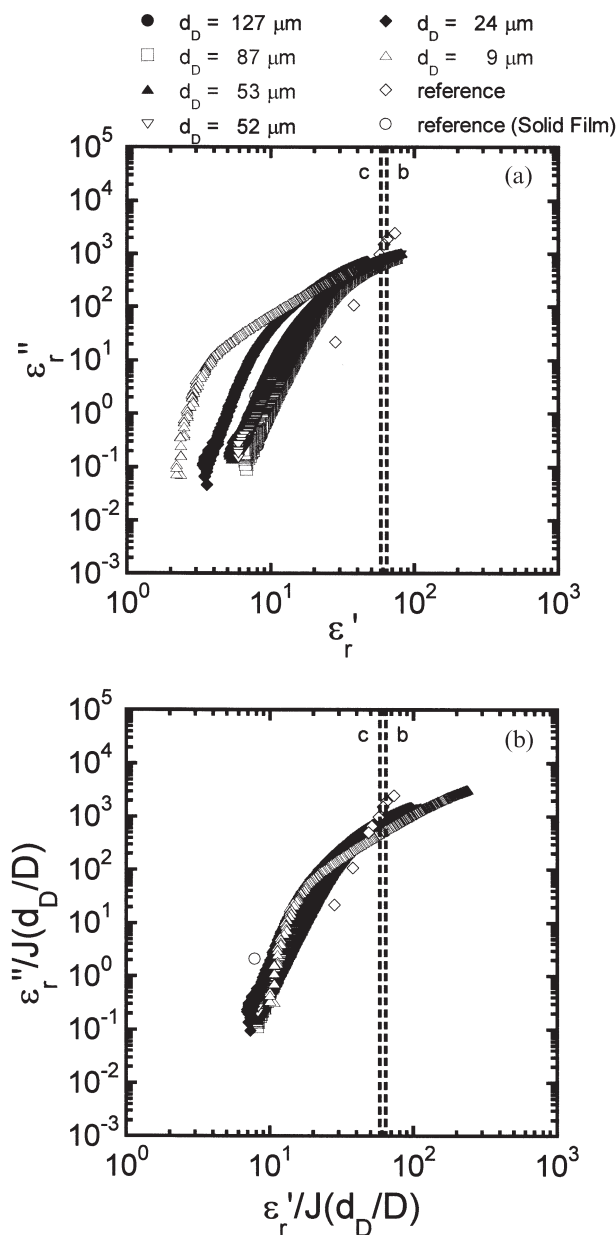 ● d_D = 127 μm ◆ d_D = 24 μm
□ d_D = 87 μm △ d_D = 9 μm
▲ d_D = 53 μm ◇ reference
▽ d_D = 52 μm ○ reference (Solid Film)
10^5
10^4
10^3
10^2
10^1
10^0
10^-1
10^-2
10^-3
c b (a)
ε_r''
10^0 10^1 10^2 10^3
ε_r'
10^5
10^4
10^3
10^2
10^1
10^0
10^-1
10^-2
10^-3
c b (b)
ε_r''/J(d_D/D)
10^0 10^1 10^2 10^3
ε_r'/J(d_D/D)